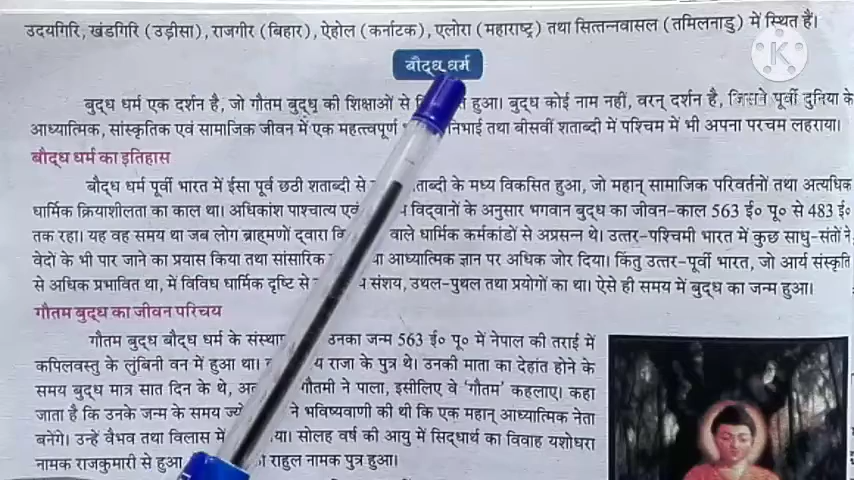 उदयगिरि, खंडगिरि (उड़ीसा), राजगीर (बिहार), ऐहोल (कर्नाटक), एलोरा (महाराष्ट्र) तथा सित्तन्नवासल (तमिलनाडु) में स्थित हैं।
बौद्ध धर्म
बुद्ध धर्म एक दर्शन है, जो गौतम बुद्ध की शिक्षाओं से हुआ। बुद्ध कोई नाम नहीं, वरन् दर्शन है, जिसने पूर्वी दुनिया के
आध्यात्मिक, सांस्कृतिक एवं सामाजिक जीवन में एक महत्त्वपूर्ण निभाई तथा बीसवीं शताब्दी में पश्चिम में भी अपना परचम लहराया।
बौद्ध धर्म का इतिहास
बौद्ध धर्म पूर्वी भारत में ईसा पूर्व छठी शताब्दी से के मध्य विकसित हुआ, जो महान् सामाजिक परिवर्तनों तथा अत्यधिक
धार्मिक क्रियाशीलता का काल था। अधिकांश पाश्चात्य एवं विद्वानों के अनुसार भगवान बुद्ध का जीवन-काल 563 ई० पू० से 483 ई०
तक रहा। यह वह समय था जब लोग ब्राह्मणों द्वारा वाले धार्मिक कर्मकांडों से अप्रसन्न थे। उत्तर-पश्चिमी भारत में कुछ साधु-संतों ने
वेदों के भी पार जाने का प्रयास किया तथा सांसारिक आध्यात्मिक ज्ञान पर अधिक जोर दिया। किंतु उत्तर-पूर्वी भारत, जो आर्य संस्कृति
से अधिक प्रभावित था, में विविध धार्मिक दृष्टि से संशय, उथल-पुथल तथा प्रयोगों का था। ऐसे ही समय में बुद्ध का जन्म हुआ।
गौतम बुद्ध का जीवन परिचय
गौतम बुद्ध बौद्ध धर्म के उनका जन्म 563 ई० पू० में नेपाल की तराई में
कपिलवस्तु के लुंबिनी वन में हुआ था। राजा के पुत्र थे। उनकी माता का देहांत होने के
समय बुद्ध मात्र सात दिन के थे, गौतमी ने पाला, इसीलिए वे 'गौतम' कहलाए। कहा
जाता है कि उनके जन्म के समय ने भविष्यवाणी की थी कि एक महान् आध्यात्मिक नेता
बनेंगे। उन्हें वैभव तथा विलास में सोलह वर्ष की आयु में सिद्धार्थ का विवाह यशोधरा
नामक राजकुमारी से हुआ राहुल नामक पुत्र हुआ।
KINEMASTER